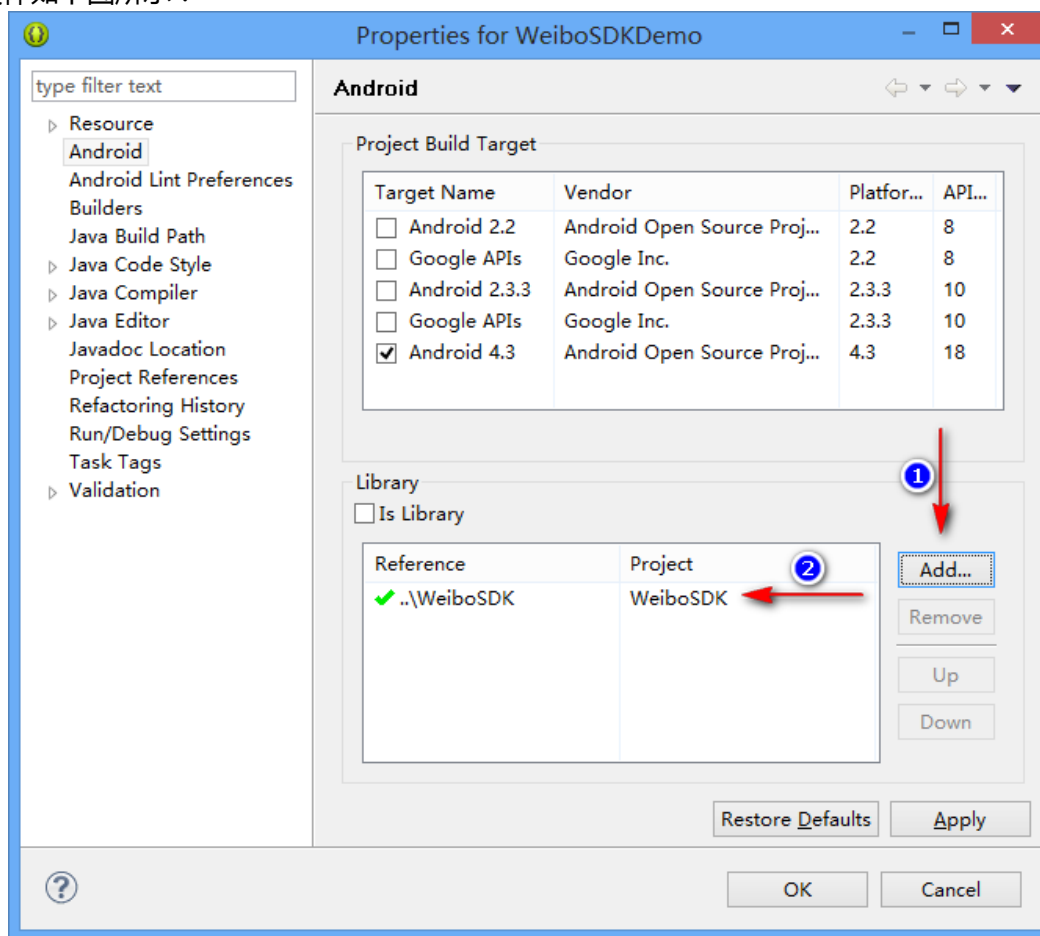 Properties for WeiboSDKDemo
type filter text
Resource
Android
Android Lint Preferences
Builders
Java Build Path
Java Code Style
Java Compiler
Java Editor
Javadoc Location
Project References
Refactoring History
Run/Debug Settings
Task Tags
Validation
Android
Project Build Target
Target Name Vendor Platfor... API...
Android 2.2 Android Open Source Proj... 2.2 8
Google APIs Google Inc. 2.2 8
Android 2.3.3 Android Open Source Proj... 2.3.3 10
Google APIs Google Inc. 2.3.3 10
Android 4.3 Android Open Source Proj... 4.3 18
1
Library
Is Library
Reference Project
2
..\WeiboSDK WeiboSDK
Add...
Remove
Up
Down
Restore Defaults Apply
? OK Cancel